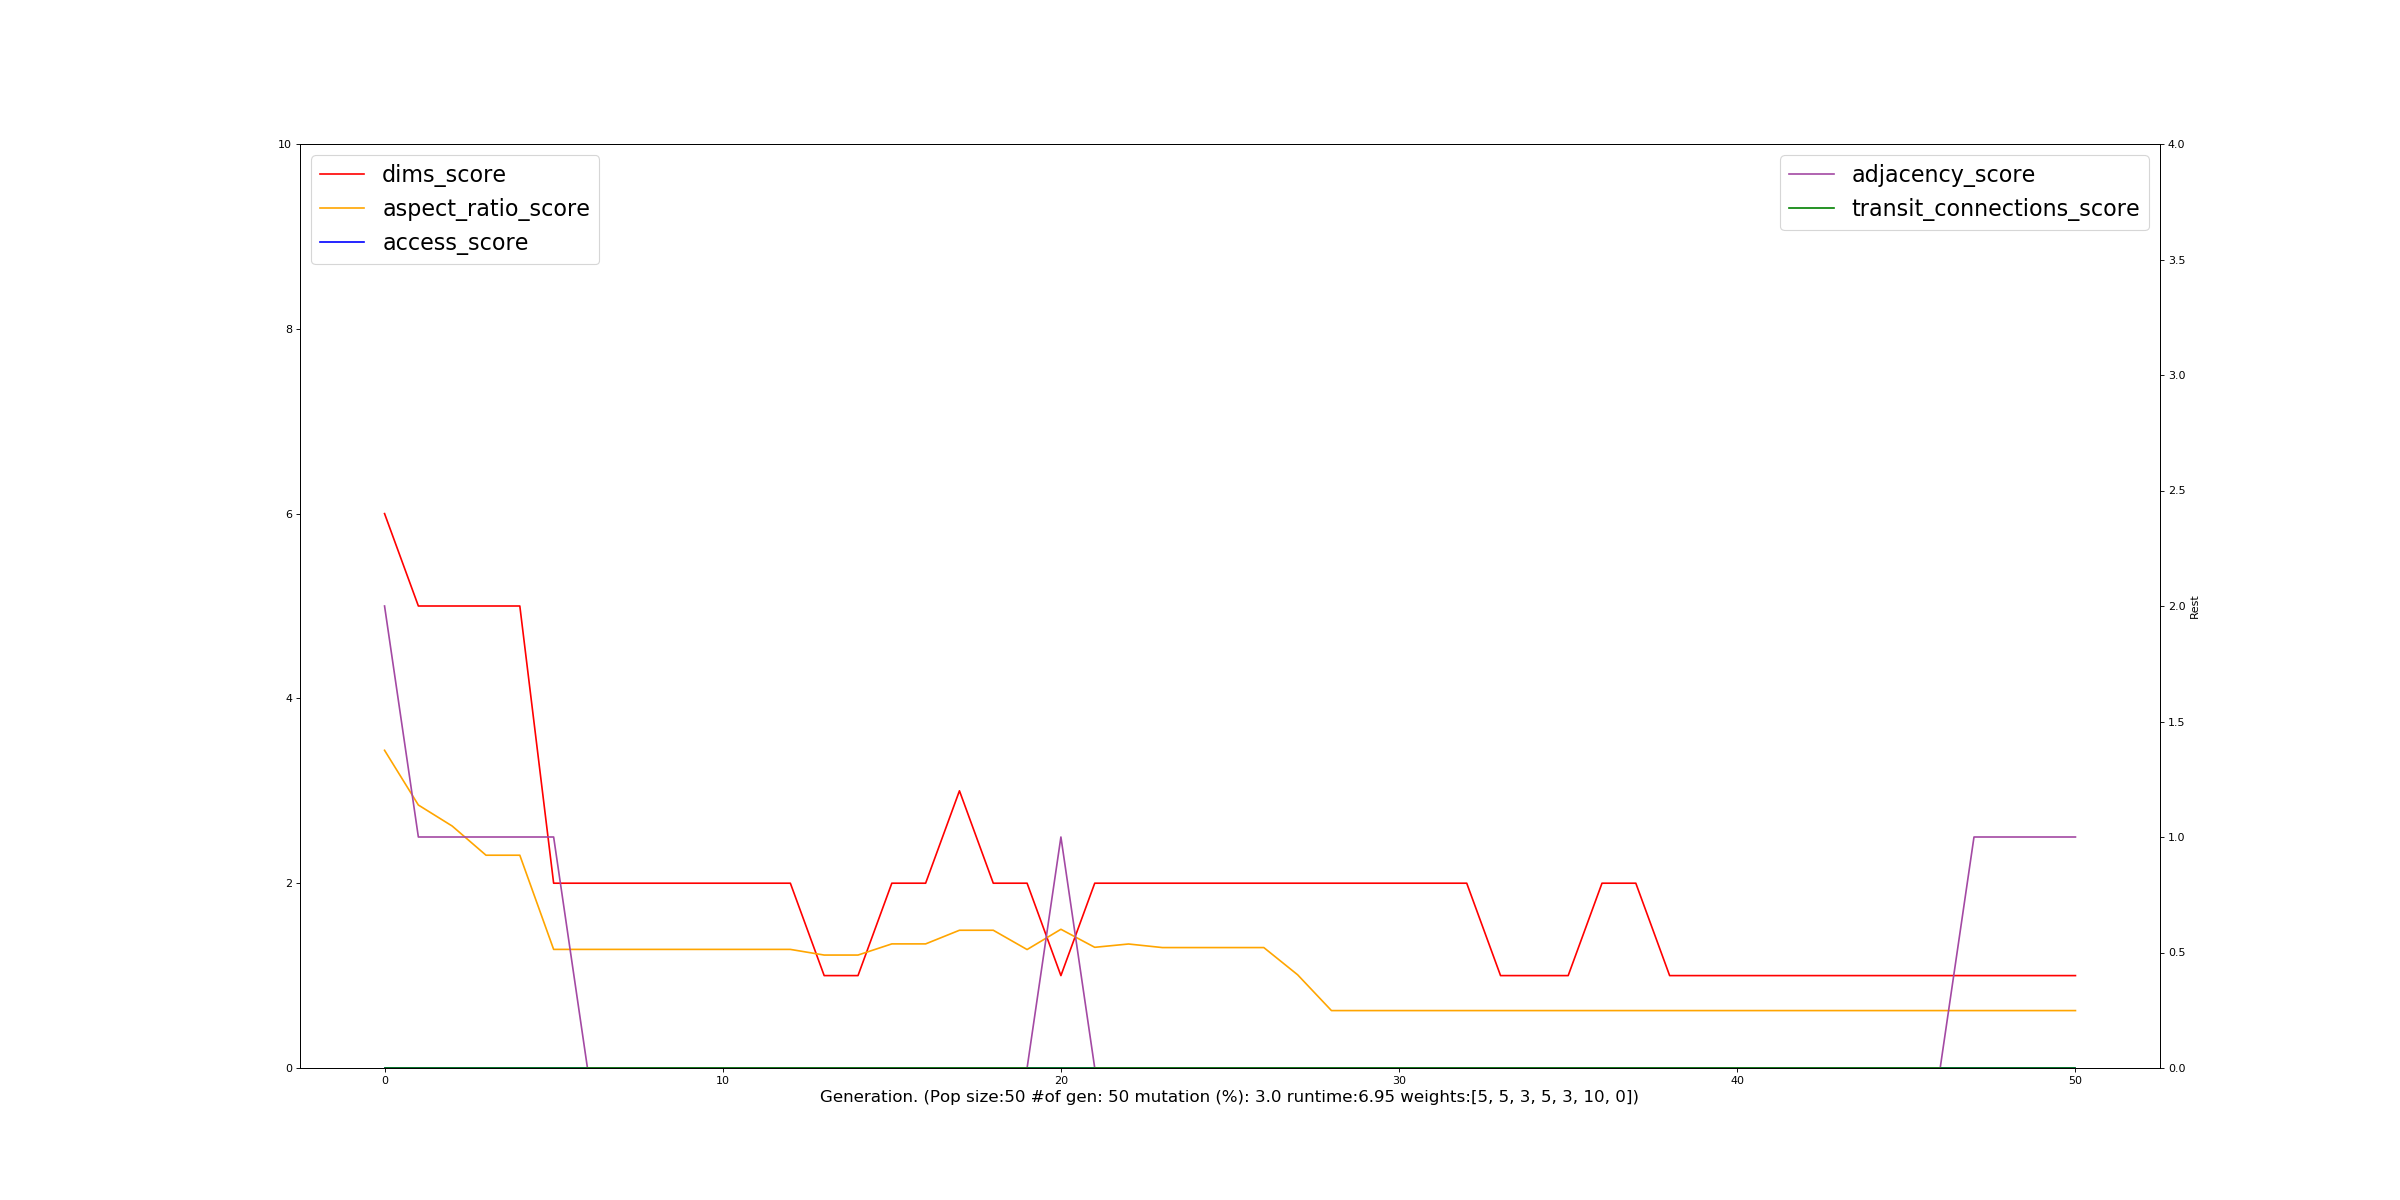 dims_score
aspect_ratio_score
access_score
adjacency_score
transit_connections_score
10
8
6
4
2
0
4.0
3.5
3.0
2.5
2.0
1.5
1.0
0.5
0.0
Rest
0 10 20 30 40 50
Generation. (Pop size:50 #of gen: 50 mutation (%): 3.0 runtime:6.95 weights:[5, 5, 3, 5, 3, 10, 0])